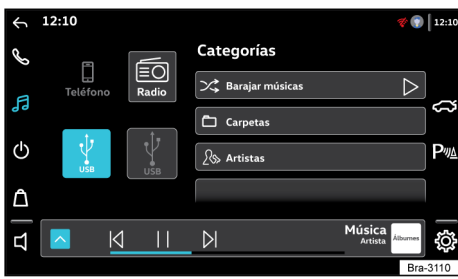 12:10
12:10
Categorías
Teléfono
Radio
Barajar músicas
Carpetas
USB
USB
Artistas
P
Música
Artista
Álbumes
Bra-3110